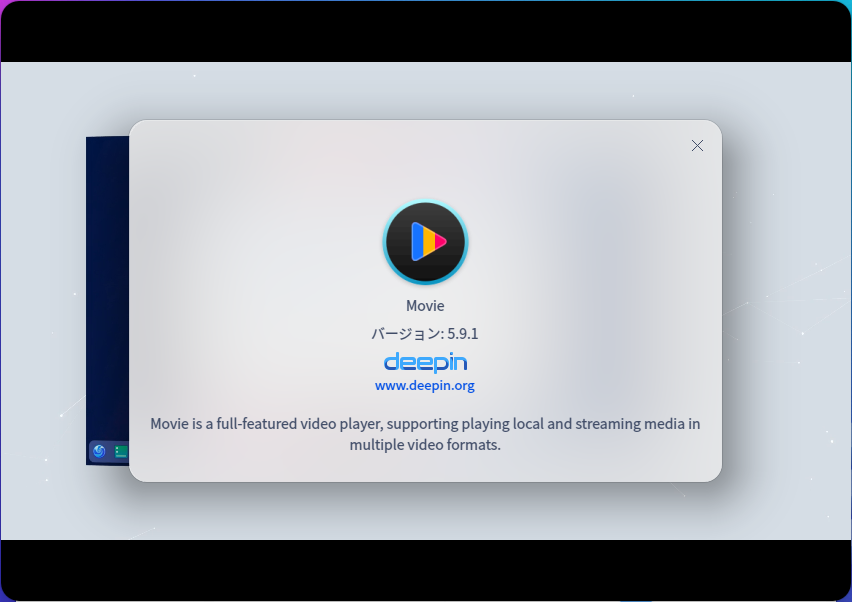 Movie
バージョン: 5.9.1
deepin
www.deepin.org
Movie is a full-featured video player, supporting playing local and streaming media in
multiple video formats.